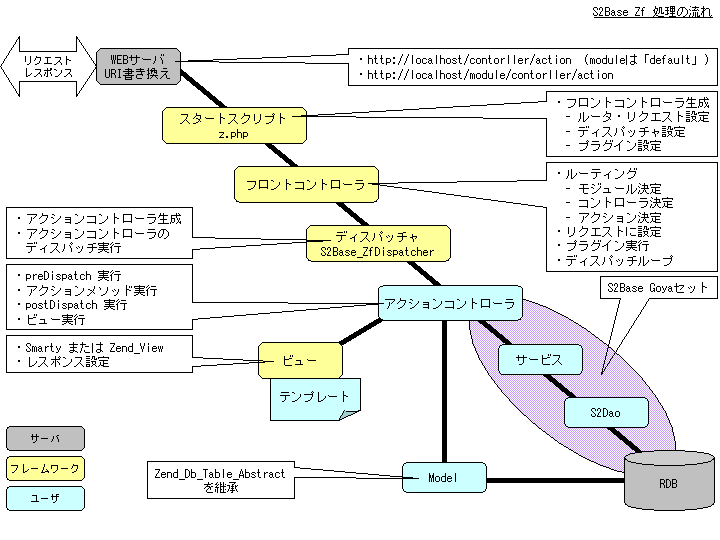 S2Base Zf 処理の流れ
リクエスト
レスポンス
WEBサーバ
URI書き換え
・http://localhost/contorller/action （moduleは「default」）
・http://localhost/module/contorller/action
スタートスクリプト
z.php
・フロントコントローラ生成
- ルータ・リクエスト設定
- ディスパッチャ設定
- プラグイン設定
フロントコントローラ
・ルーティング
- モジュール決定
- コントローラ決定
- アクション決定
・リクエストに設定
・プラグイン実行
・ディスパッチループ
・アクションコントローラ生成
・アクションコントローラの
ディスパッチ実行
ディスパッチャ
S2Base_ZfDispatcher
・preDispatch 実行
・アクションメソッド実行
・postDispatch 実行
・ビュー実行
アクションコントローラ
S2Base Goyaセット
・Smarty または Zend_View
・レスポンス設定
ビュー
テンプレート
サービス
S2Dao
サーバ
フレームワーク
ユーザ
Zend_Db_Table_Abstract
を継承
Model
RDB